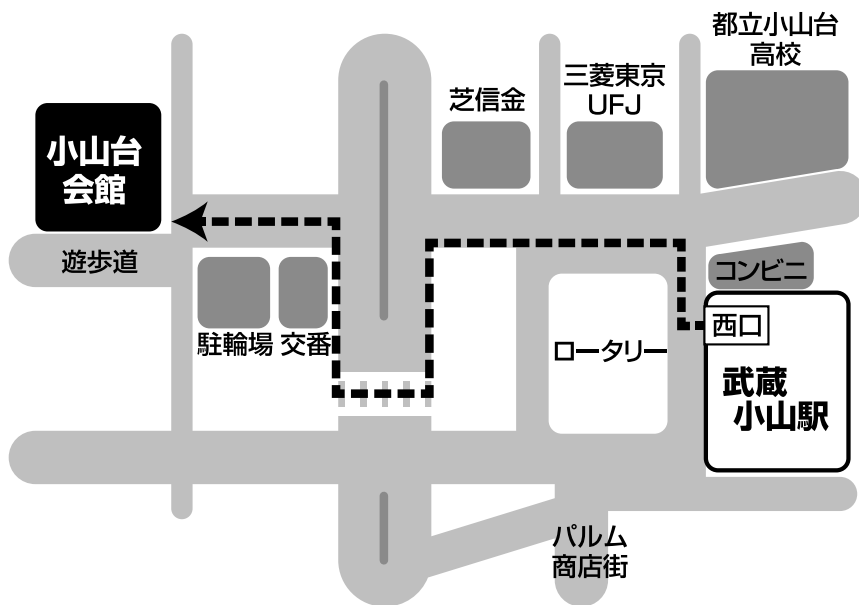 都立小山台
高校
三菱東京
UFJ
芝信金
小山台
会館
遊歩道
コンビニ
駐輪場
交番
西口
ロータリー
武蔵
小山駅
パルム
商店街